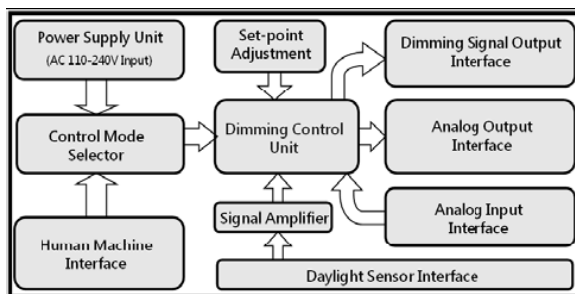 Power Supply Unit
(AC 110-240V Input)
Set-point
Adjustment
Dimming Signal Output
Interface
Control Mode
Selector
Dimming Control
Unit
Analog Output
Interface
Human Machine
Interface
Signal Amplifier
Analog Input
Interface
Daylight Sensor Interface